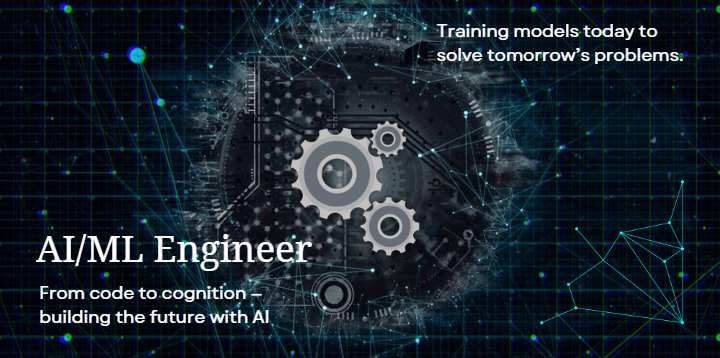 Training models today to
solve tomorrow's problems.
AI/ML Engineer
From code to cognition –
building the future with AI